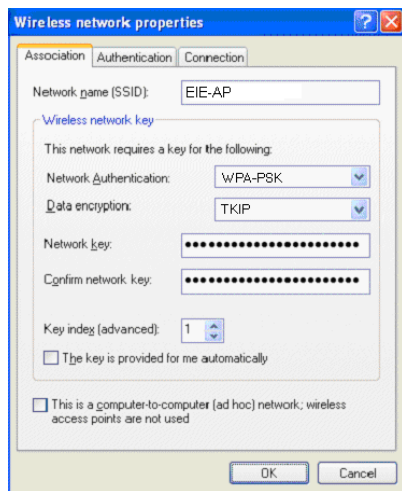 Wireless network properties
Association Authentication Connection
Network name (SSID): EIE-AP
Wireless network key
This network requires a key for the following:
Network Authentication: WPA-PSK
Data encryption: TKIP
Network key: ••••••••••••••••••••••••
Confirm network key: ••••••••••••••••••••••••
Key index (advanced): 1
The key is provided for me automatically
This is a computer-to-computer (ad hoc) network; wireless
access points are not used
OK Cancel